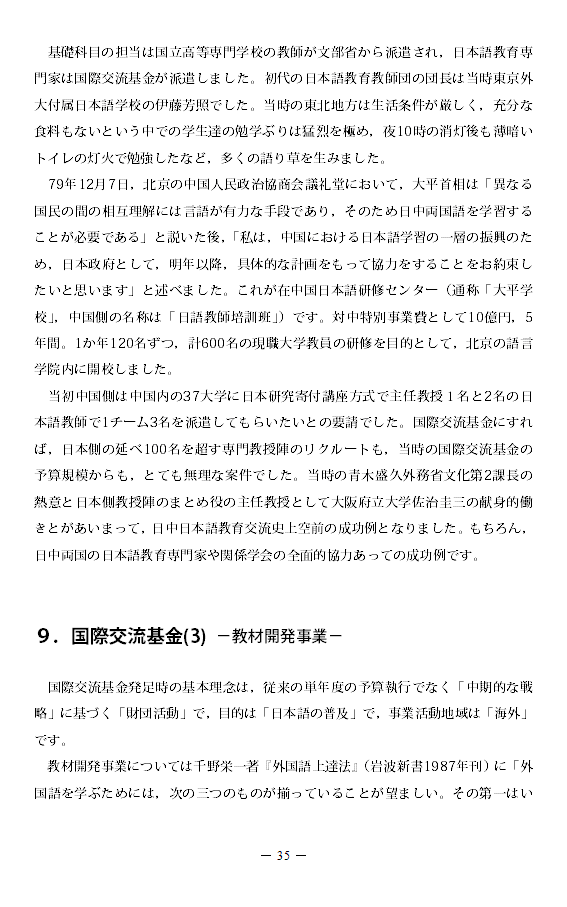 基礎科目の担当は国立高等専門学校の教師が文部省から派遣され，日本語教育専
門家は国際交流基金が派遣しました。初代の日本語教育教師団の団長は当時東京外
大付属日本語学校の伊藤芳照でした。当時の東北地方は生活条件が厳しく，充分な
食料もないという中での学生達の勉学ぶりは猛烈を極め，夜10時の消灯後も薄暗い
トイレの灯火で勉強したなど，多くの語り草を生みました。
79年12月7日，北京の中国人民政治協商会議礼堂において，大平首相は「異なる
国民の間の相互理解には言語が有力な手段であり，そのため日中両国語を学習する
ことが必要である」と説いた後，「私は，中国における日本語学習の一層の振興のた
め，日本政府として，明年以降，具体的な計画をもって協力をすることをお約束し
たいと思います」と述べました。これが在中国日本語研修センター（通称「大平学
校」，中国側の名称は「日語教師培訓班」）です。対中特別事業費として10億円，5
年間。1か年120名ずつ，計600名の現職大学教員の研修を目的として，北京の語言
学院内に開校しました。
当初中国側は中国内の37大学に日本研究寄付講座方式で主任教授１名と2名の日
本語教師で1チーム3名を派遣してもらいたいとの要請でした。国際交流基金にすれ
ば，日本側の延べ100名を超す専門教授陣のリクルートも，当時の国際交流基金の
予算規模からも，とても無理な案件でした。当時の青木盛久外務省文化第2課長の
熱意と日本側教授陣のまとめ役の主任教授として大阪府立大学佐治圭三の献身的働
きとがあいまって，日中日本語教育交流史上空前の成功例となりました。もちろん，
日中両国の日本語教育専門家や関係学会の全面的協力あっての成功例です。
９．国際交流基金(3) －教材開発事業－
国際交流基金発足時の基本理念は，従来の単年度の予算執行でなく「中期的な戦
略」に基づく「財団活動」で，目的は「日本語の普及」で，事業活動地域は「海外」
です。
教材開発事業については千野栄一著『外国語上達法』（岩波新書1987年刊）に「外
国語を学ぶためには，次の三つのものが揃っていることが望ましい。その第一はい
― 35 ―